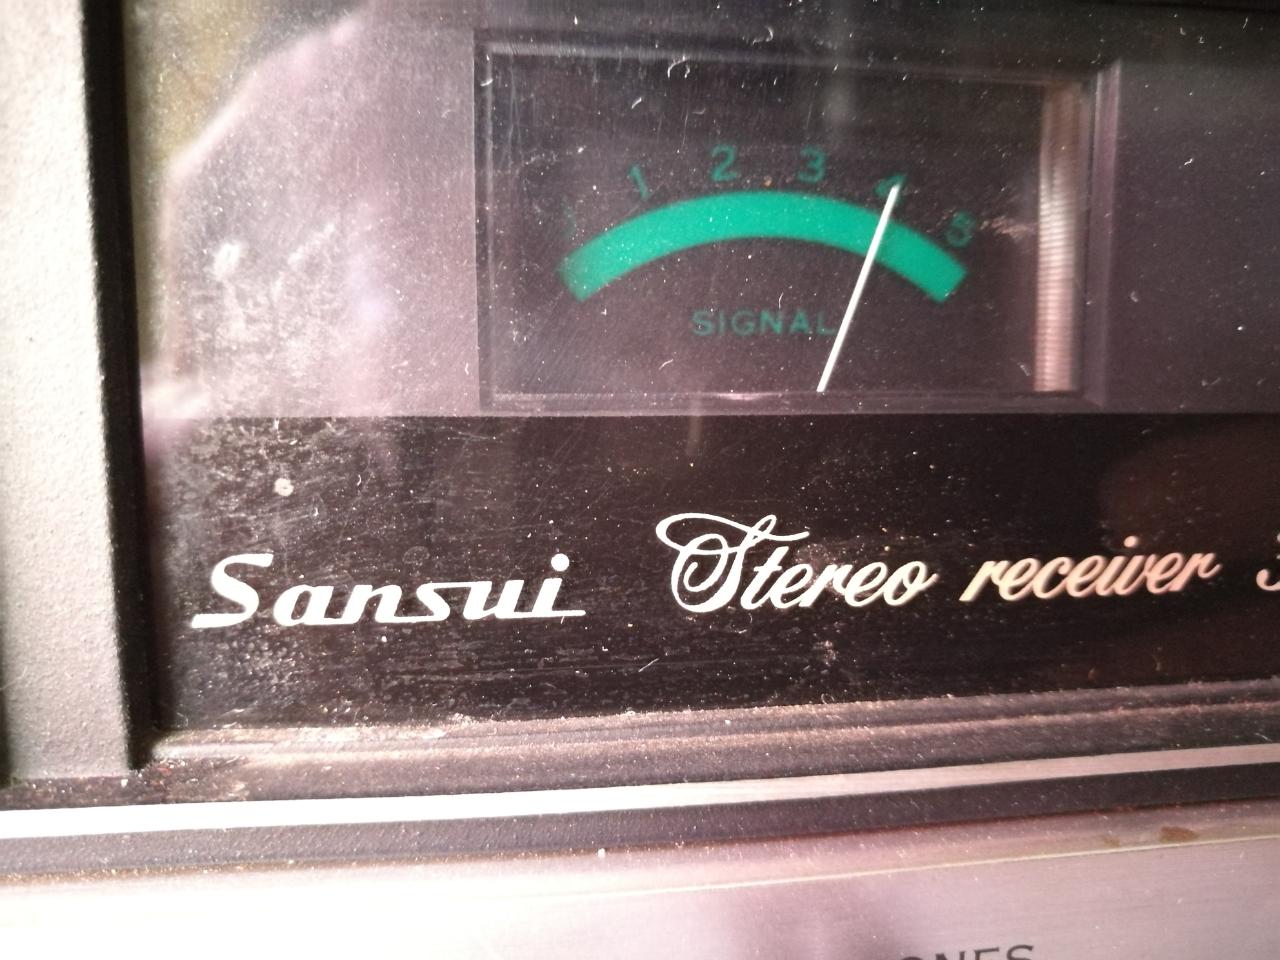 1 2 3 4 5
SIGNAL
Sansui Stereo receiver